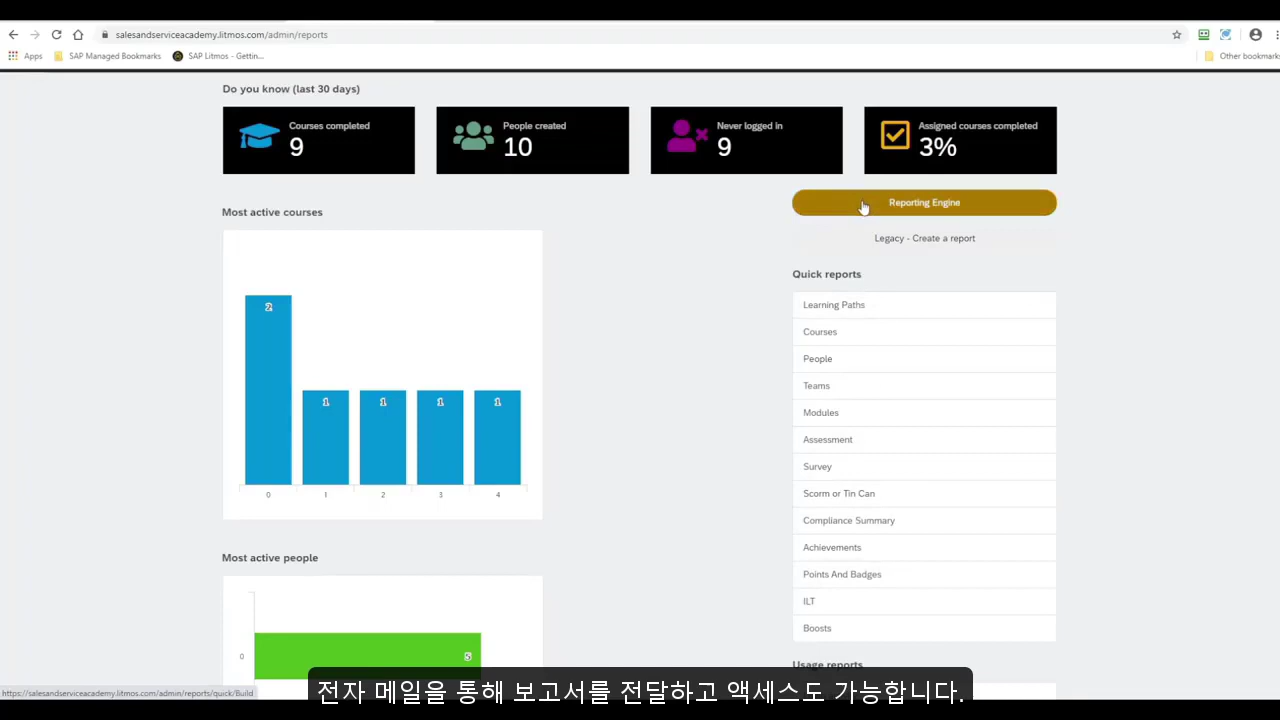 salesandserviceacademy.litmos.com/admin/reports
Apps
SAP Managed Bookmarks
SAP Litmos - Gettin...
Other bookmarks
Do you know (last 30 days)
Courses completed
9
People created
10
Never logged in
9
Assigned courses completed
3%
Reporting Engine
Legacy - Create a report
Most active courses
2
1
1
1
1
0
1
2
3
4
Quick reports
Learning Paths
Courses
People
Teams
Modules
Assessment
Survey
Scorm or Tin Can
Compliance Summary
Achievements
Points And Badges
ILT
Boosts
Most active people
0
5
Usage reports
https://salesandserviceacademy.litmos.com/admin/reports/quick/Build
전자 메일을 통해 보고서를 전달하고 액세스도 가능합니다.